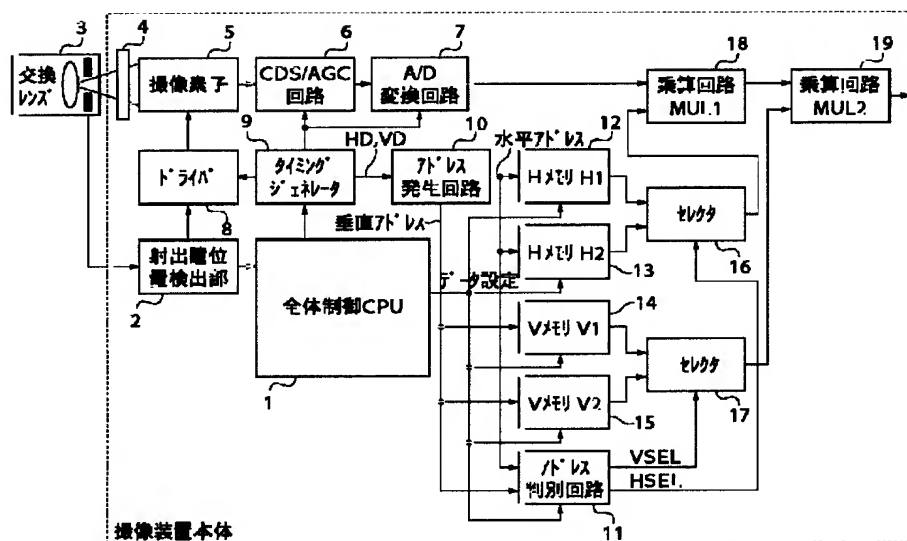 3
4
5
6
7
18
19
交換
レンズ
撮像素子
CDS/AGC
回路
A/D
変換回路
乗算回路
MUL1
乗算回路
MUL2
9
HD,VD
10
水平アドレス
12
ドライバ
8
タイミング
ジェネレータ
アドレス
発生回路
Hメモリ H1
セレクタ
16
垂直アドレス
射出瞳位
置検出部
2
Hメモリ H2
13
データ設定
全体制御CPU
1
14
Vメモリ V1
セレクタ
17
Vメモリ V2
15
VSEL
HSEL
アドレス
判別回路
11
撮像装置本体